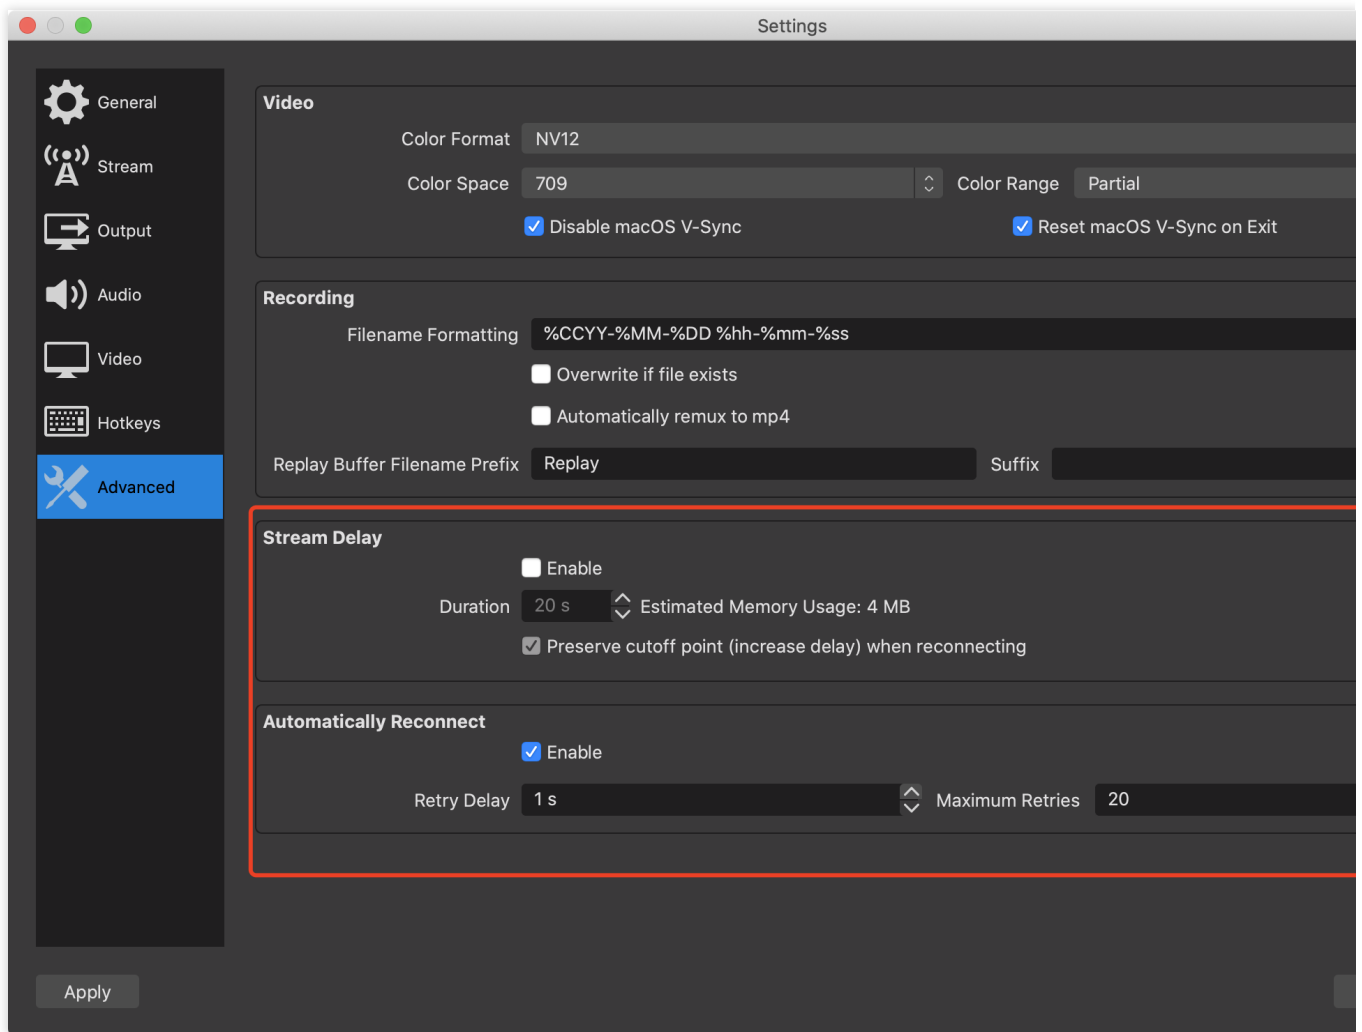 Settings
General
Stream
Output
Audio
Video
Hotkeys
Advanced
Video
Color Format NV12
Color Space 709 Color Range Partial
Disable macOS V-Sync Reset macOS V-Sync on Exit
Recording
Filename Formatting %CCYY-%MM-%DD %hh-%mm-%ss
Overwrite if file exists
Automatically remux to mp4
Replay Buffer Filename Prefix Replay Suffix
Stream Delay
Enable
Duration 20 s Estimated Memory Usage: 4 MB
Preserve cutoff point (increase delay) when reconnecting
Automatically Reconnect
Enable
Retry Delay 1 s Maximum Retries 20
Apply